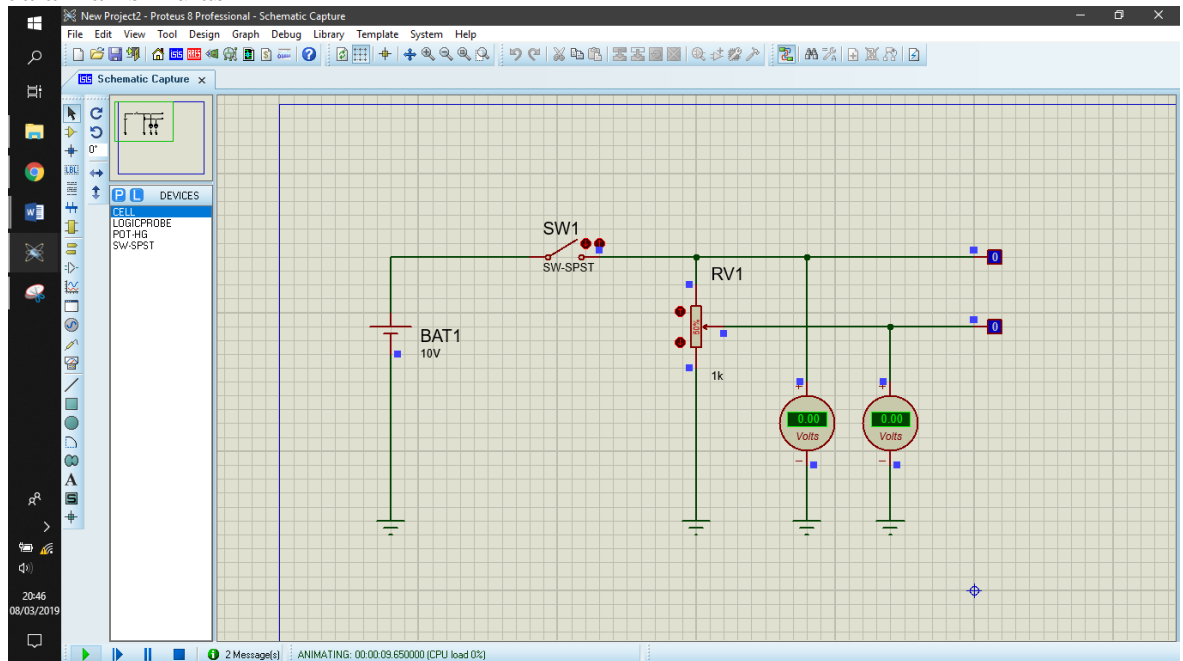 New Project2 - Proteus 8 Professional - Schematic Capture
File Edit View Tool Design Graph Debug Library Template System Help
Schematic Capture x
0°
LBL
P L DEVICES
CELL
LOGICPROBE
POT-HG
SW-SPST
A
S
SW1
SW-SPST
0
RV1
0
BAT1
10V
1k
+ +
0.00 0.00
Volts Volts
20:46
08/03/2019
2 Message(s) ANIMATING: 00:00:09.650000 (CPU load 0%)